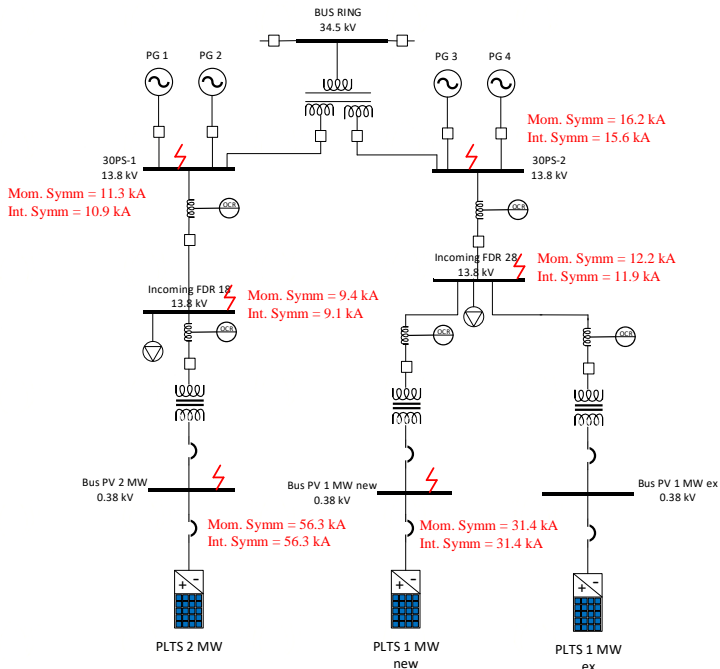 BUS RING
34.5 kV
PG 1
PG 2
PG 3
PG 4
Mom. Symm = 16.2 kA
Int. Symm = 15.6 kA
30PS-1
13.8 kV
30PS-2
13.8 kV
Mom. Symm = 11.3 kA
Int. Symm = 10.9 kA
OCR
OCR
Incoming FDR 28
13.8 kV
Mom. Symm = 12.2 kA
Int. Symm = 11.9 kA
Incoming FDR 18
13.8 kV
Mom. Symm = 9.4 kA
Int. Symm = 9.1 kA
OCR
OCR
OCR
Bus PV 2 MW
0.38 kV
Bus PV 1 MW new
0.38 kV
Bus PV 1 MW ex
0.38 kV
Mom. Symm = 56.3 kA
Int. Symm = 56.3 kA
Mom. Symm = 31.4 kA
Int. Symm = 31.4 kA
+ -
+ -
+ -
PLTS 2 MW
PLTS 1 MW
new
PLTS 1 MW
ex